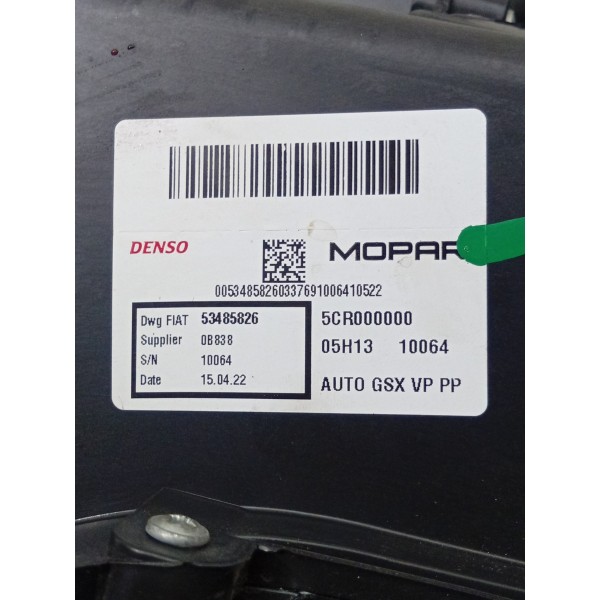 DENSO MOPAR
00534858260337691006410522
Dwg FIAT 53485826
Supplier 0B838
S/N 10064
Date 15.04.22
5CR000000
05H13 10064
AUTO GSX VP PP